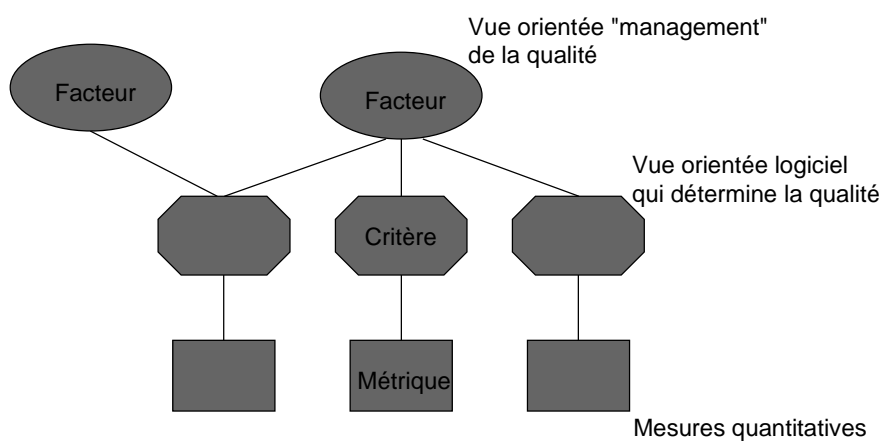 Vue orientée "management"
de la qualité
Facteur
Facteur
Vue orientée logiciel
qui détermine la qualité
Critère
Métrique
Mesures quantitatives